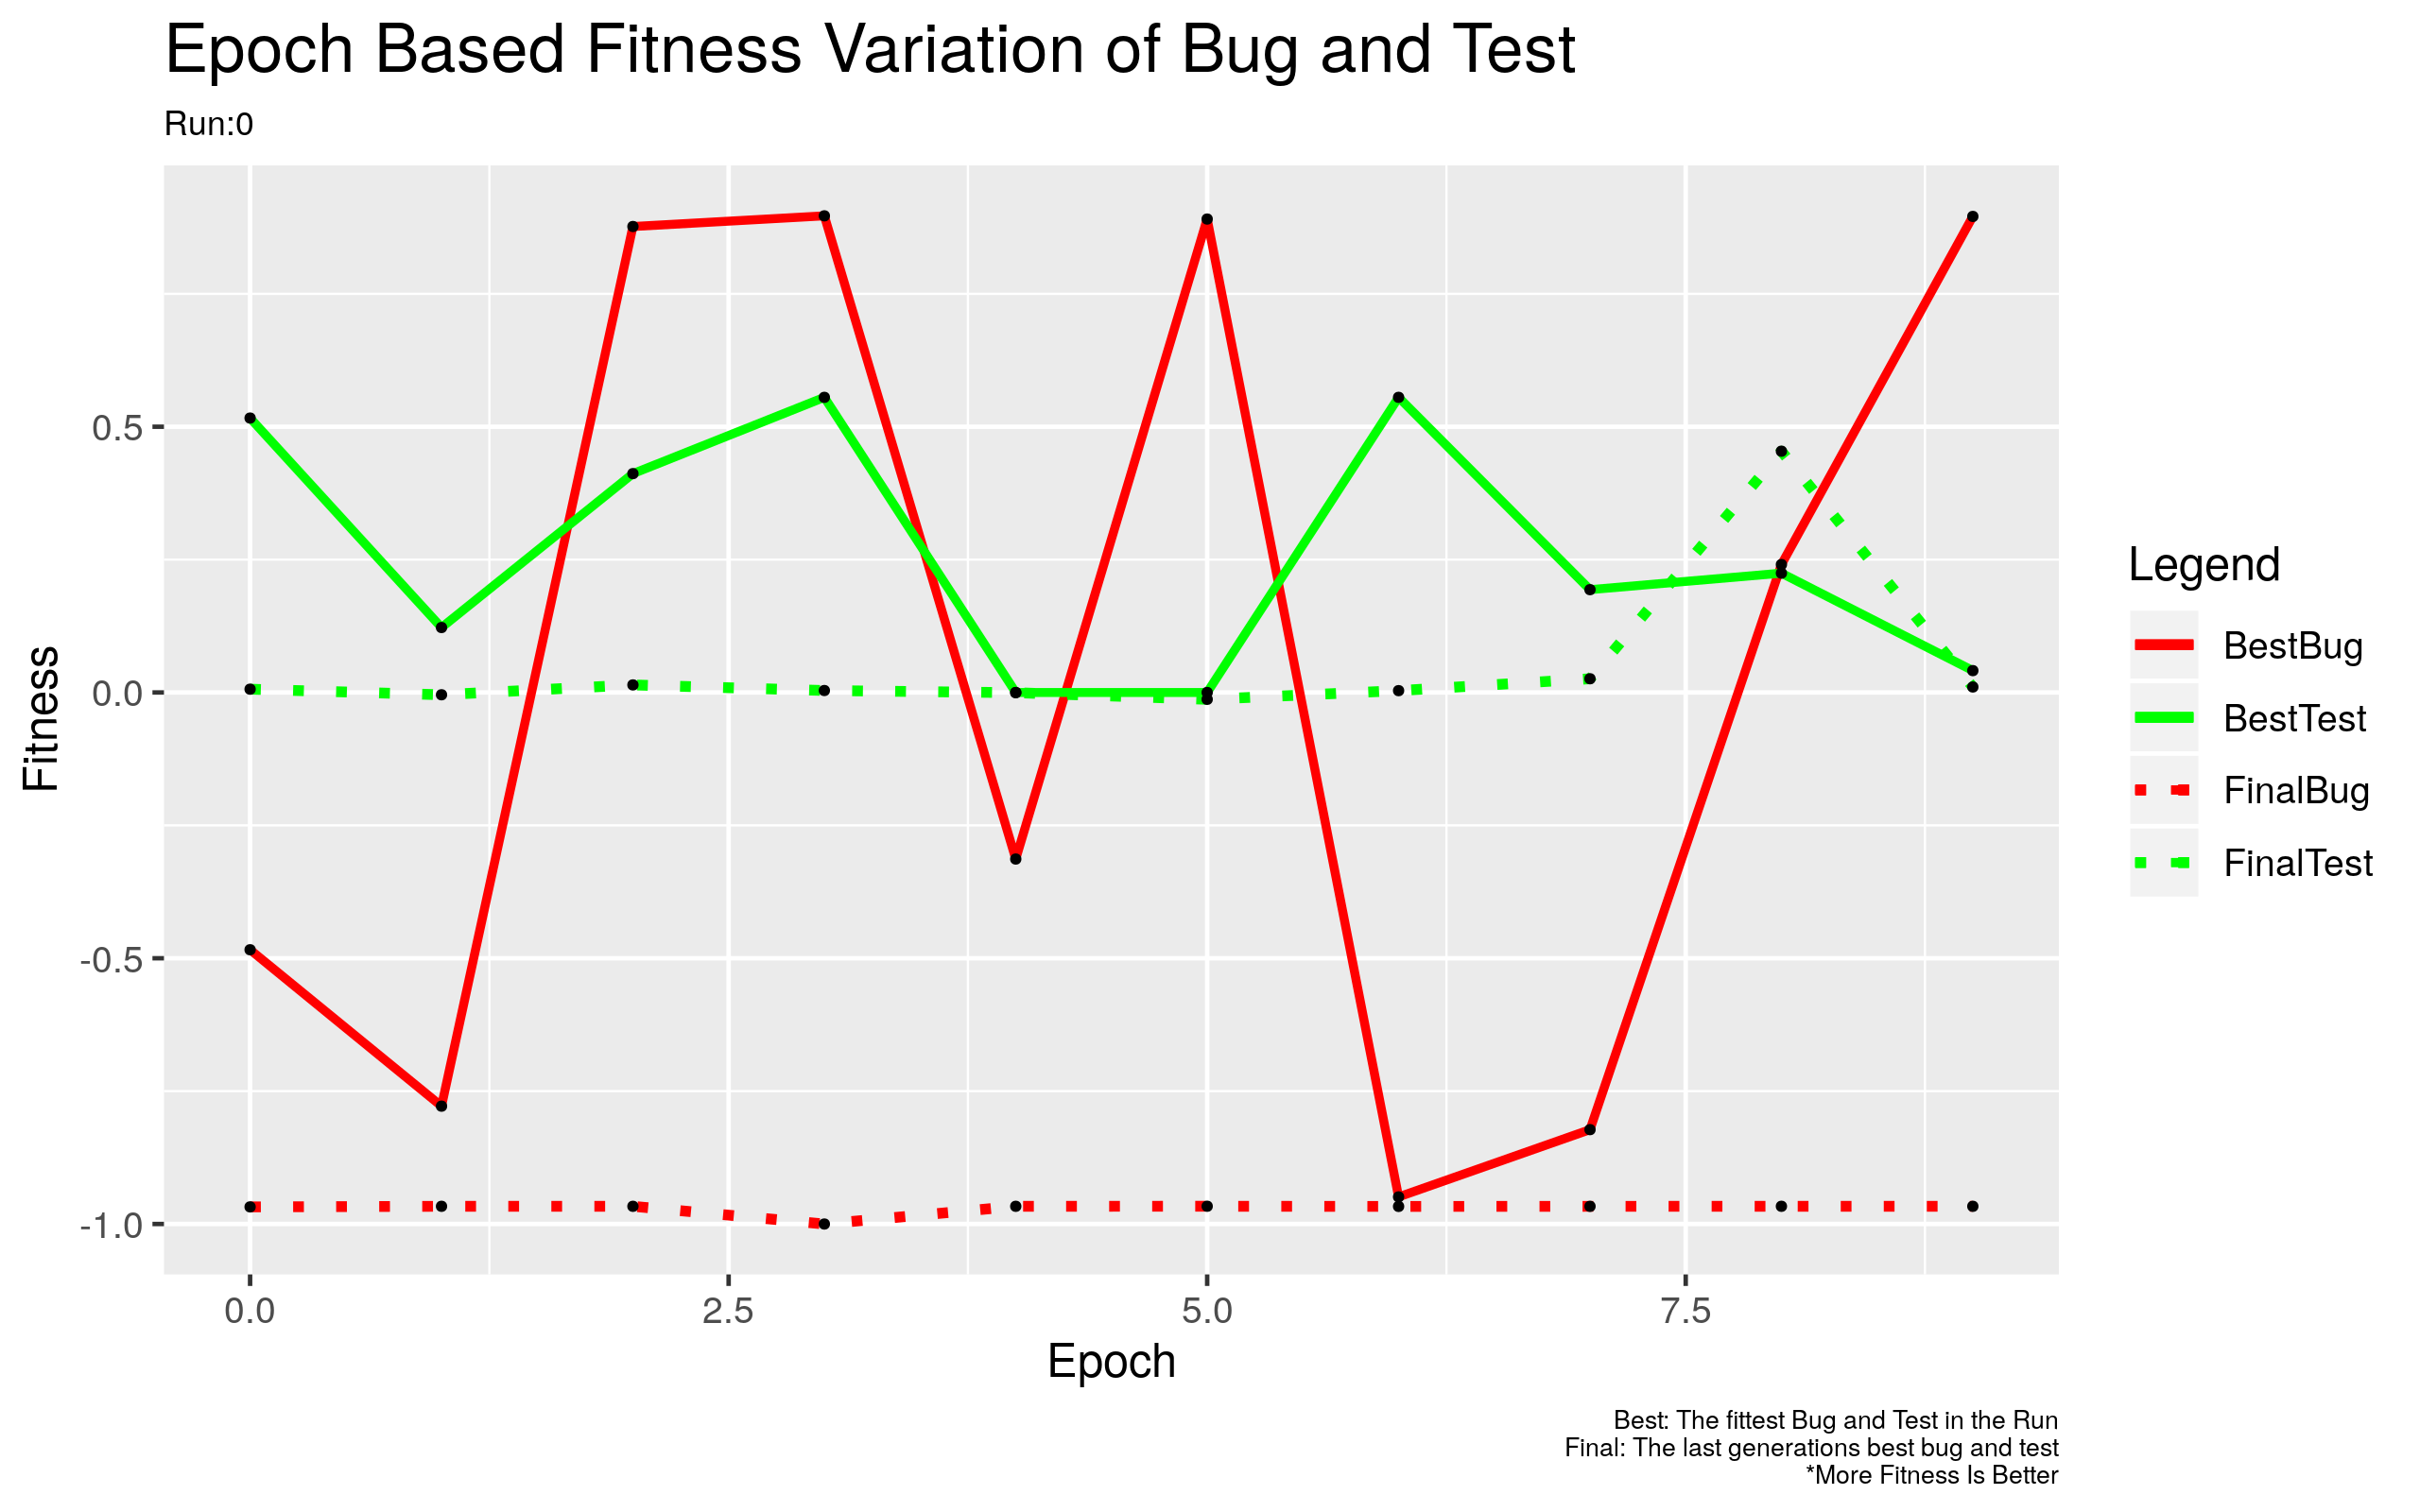 Epoch Based Fitness Variation of Bug and Test
Run:0
Fitness
0.5
0.0
-0.5
-1.0
0.0 2.5 5.0 7.5
Epoch
Legend
BestBug
BestTest
FinalBug
FinalTest
Best: The fittest Bug and Test in the Run
Final: The last generations best bug and test
*More Fitness Is Better